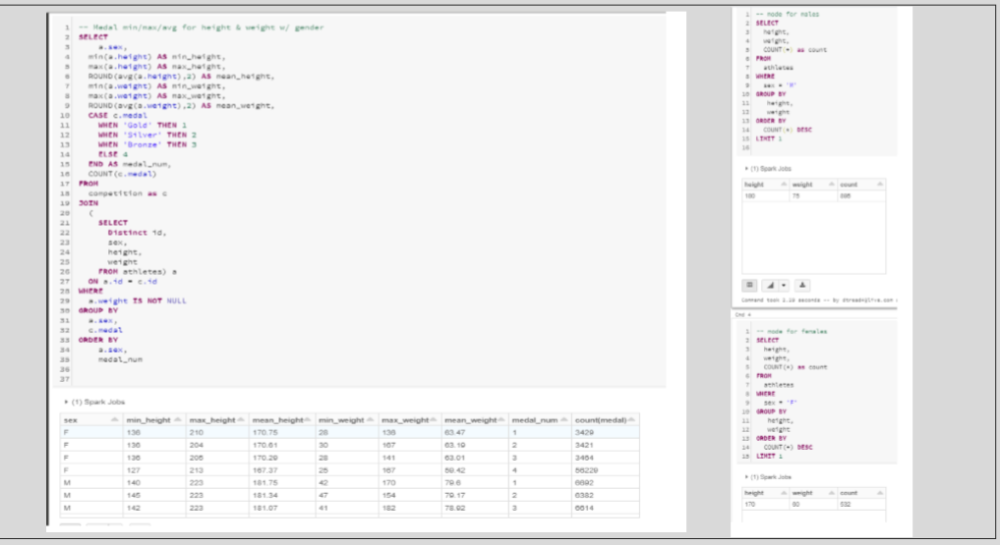 1 -- Medal min/max/avg for height & weight w/ gender
2 SELECT
3 a.sex,
4 min(a.height) AS min_height,
5 max(a.height) AS max_height,
6 ROUND(avg(a.height),2) AS mean_height,
7 min(a.weight) AS min_weight,
8 max(a.weight) AS max_weight,
9 ROUND(avg(a.weight),2) AS mean_weight,
10 CASE c.medal
11 WHEN 'Gold' THEN 1
12 WHEN 'Silver' THEN 2
13 WHEN 'Bronze' THEN 3
14 ELSE 4
15 END AS medal_num,
16 COUNT(c.medal)
17 FROM
18 competition as c
19 JOIN
20 (
21 SELECT
22 Distinct id,
23 sex,
24 height,
25 weight
26 FROM athletes) a
27 ON a.id = c.id
28 WHERE
29 a.weight IS NOT NULL
30 GROUP BY
31 a.sex,
32 c.medal
33 ORDER BY
34 a.sex,
35 medal_num
36
37
(1) Spark Jobs
sex min_height max_height mean_height min_weight max_weight mean_weight medal_num count(medal)
F 136 210 170.75 28 136 63.47 1 3429
F 136 204 170.61 30 167 63.19 2 3421
F 136 206 170.29 28 141 63.01 3 3464
F 127 213 167.37 25 167 59.42 4 56229
M 140 223 181.75 42 170 79.6 1 6692
M 145 223 181.34 47 154 79.17 2 6382
M 142 223 181.07 41 182 78.92 3 6614
1 -- mode for males
2 SELECT
3 height,
4 weight,
5 COUNT(*) as count
6 FROM
7 athletes
8 WHERE
9 sex = 'M'
10 GROUP BY
11 height,
12 weight
13 ORDER BY
14 COUNT(*) DESC
15 LIMIT 1
16
(1) Spark Jobs
height weight count
180 75
Command took seconds -- by
Cmd 4
1 -- mode for females
2 SELECT
3 height,
4 weight,
5 COUNT(*) as count
6 FROM
7 athletes
8 WHERE
9 sex = 'F'
10 GROUP BY
11 height,
12 weight
13 ORDER BY
14 COUNT(*) DESC
15 LIMIT 1
(1) Spark Jobs
height weight count
170 60 532